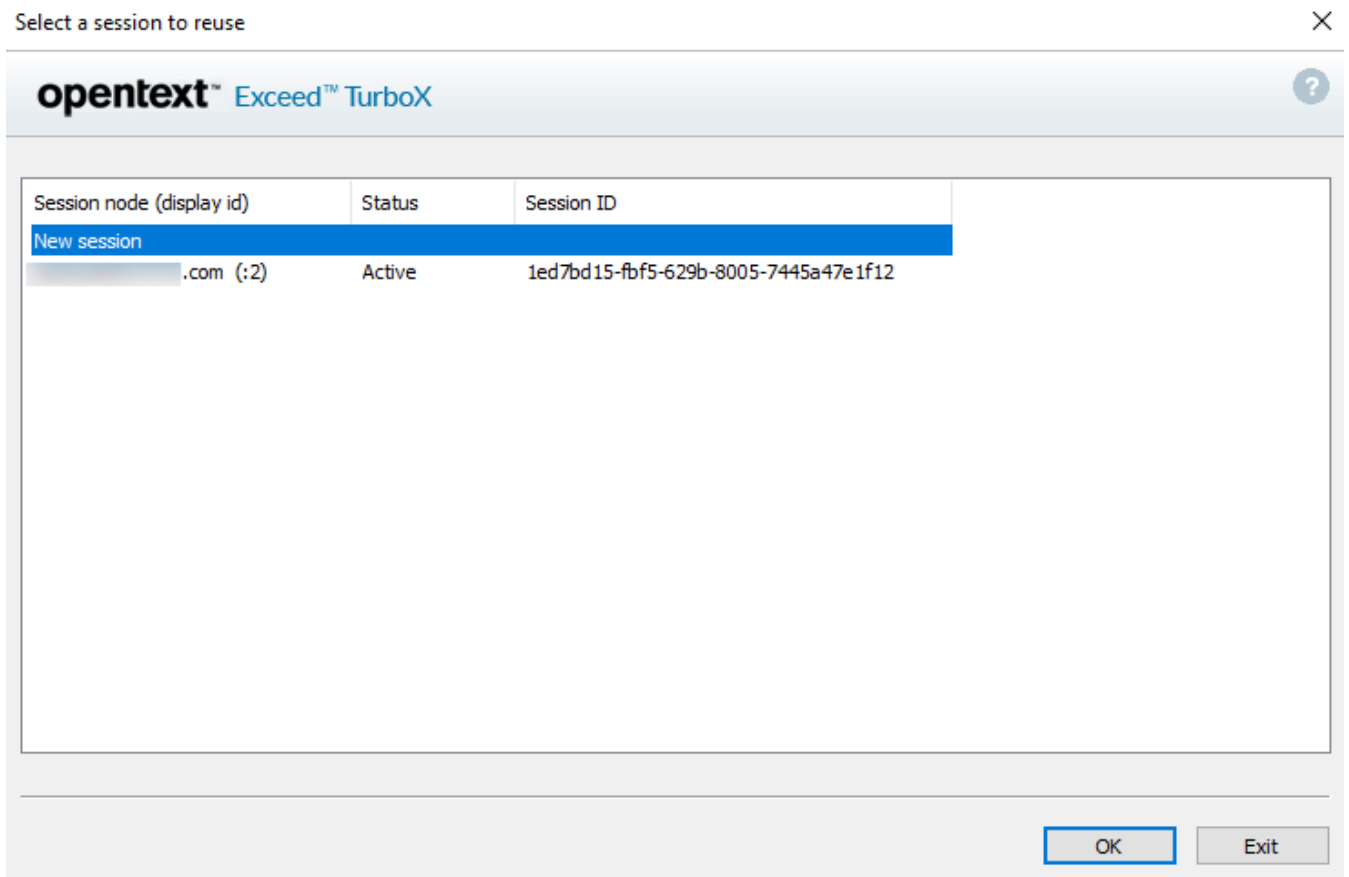 Select a session to reuse
opentext™ Exceed™ TurboX
?
Session node (display id) Status Session ID
New session
.com (:2) Active 1ed7bd15-fbf5-629b-8005-7445a47e1f12
OK Exit